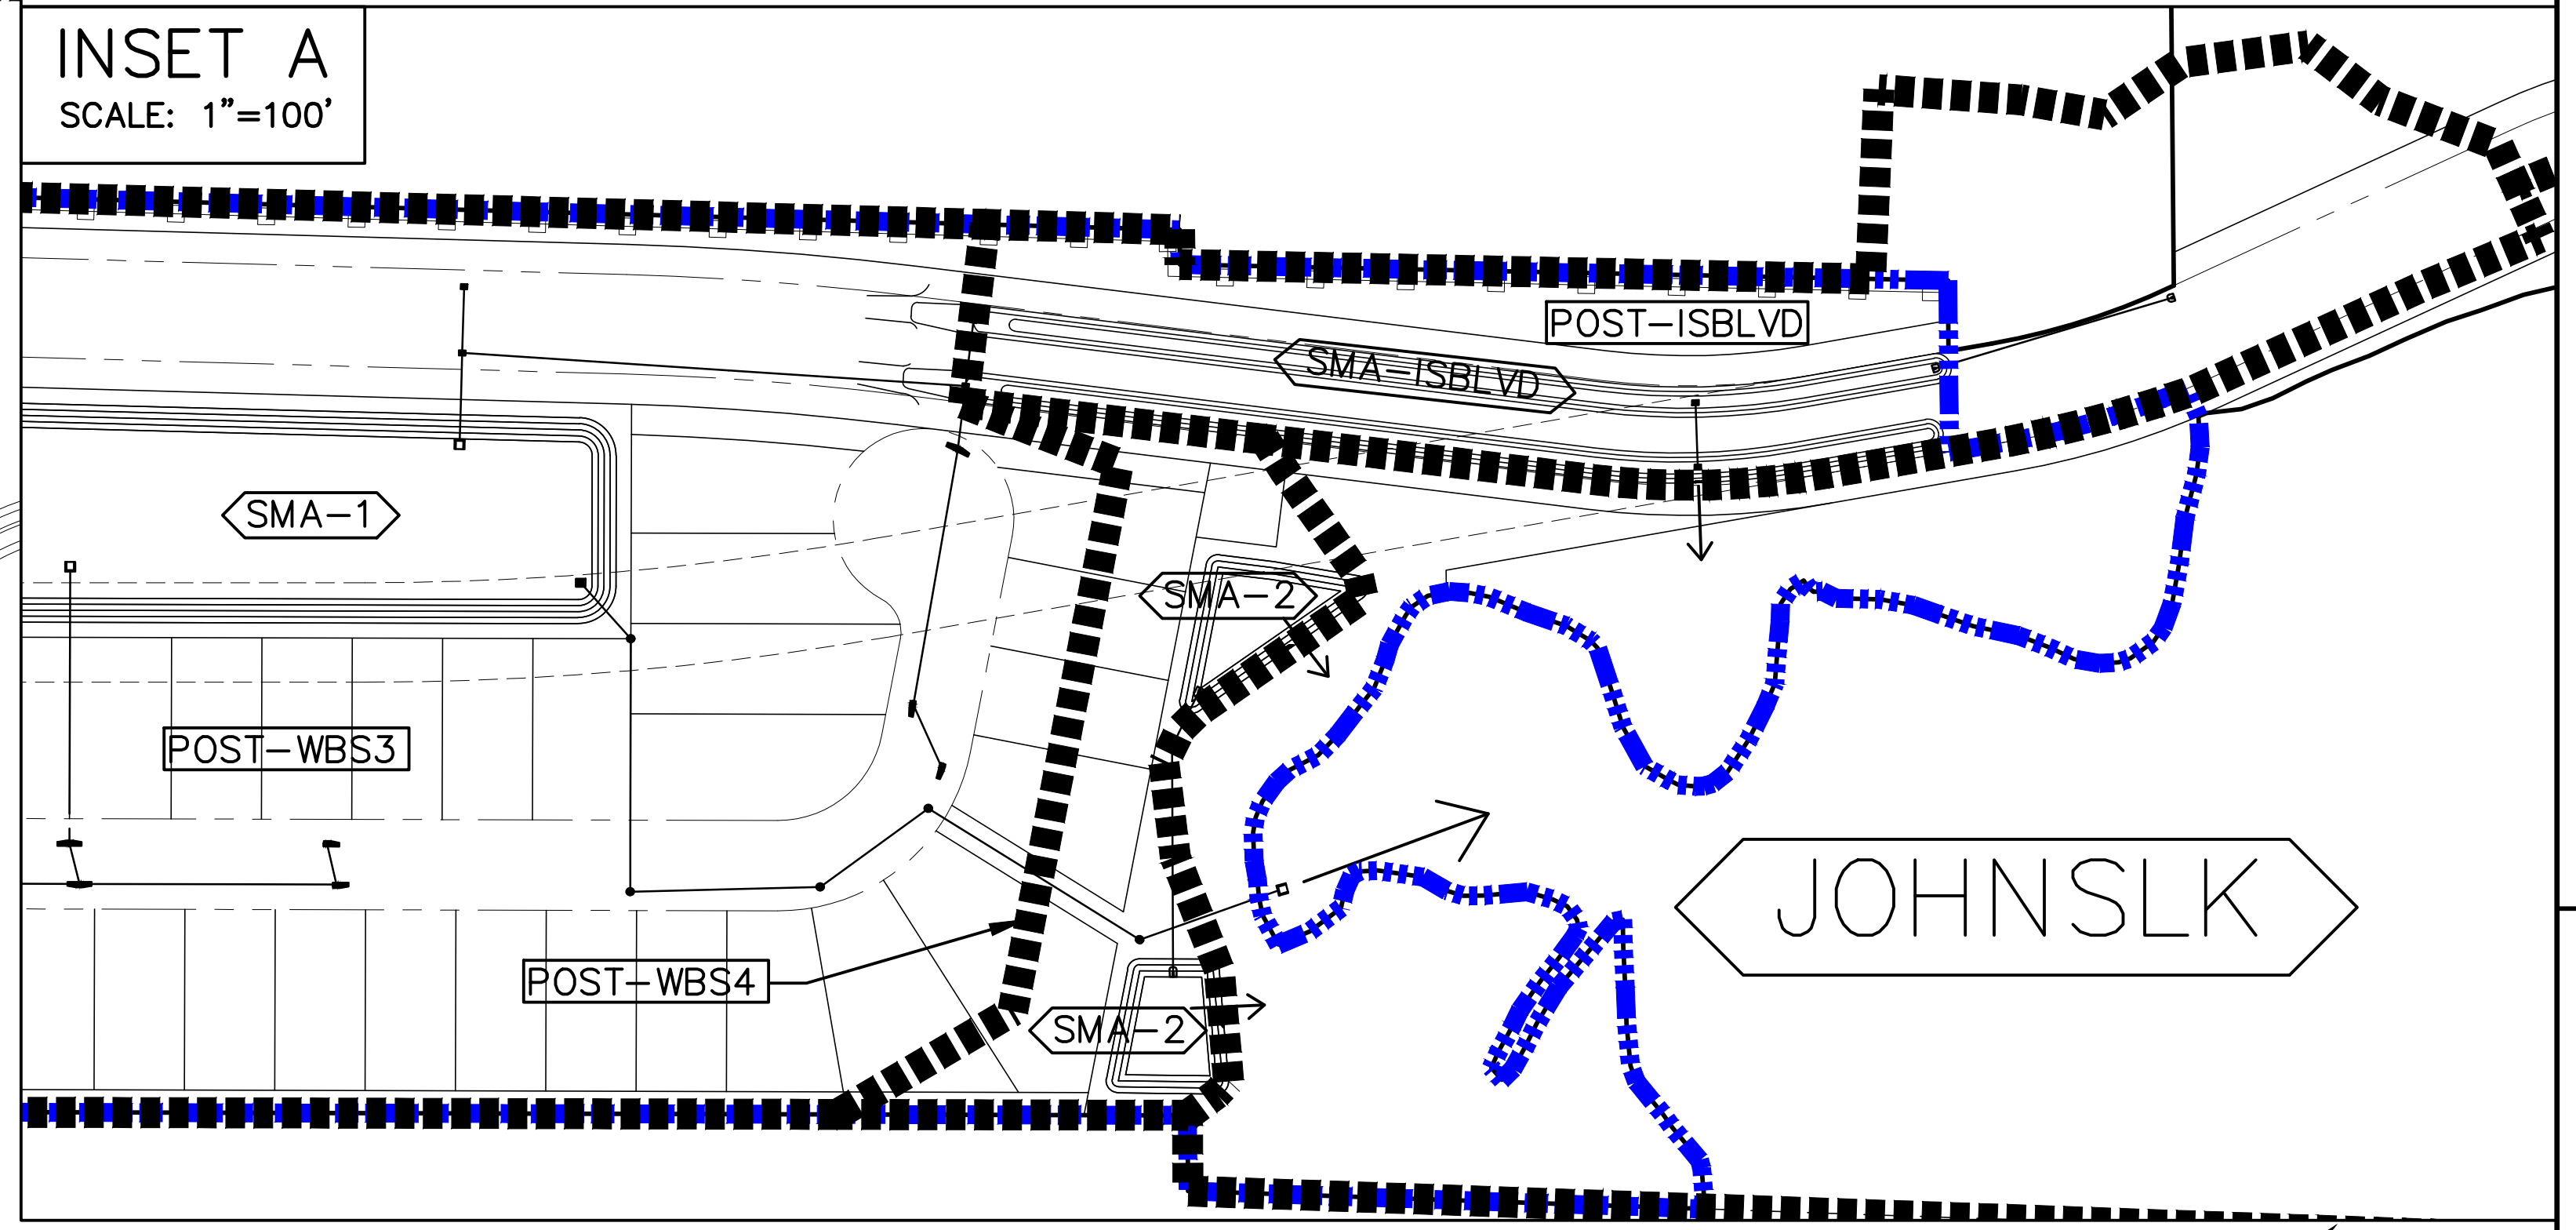 INSET A
SCALE: 1"=100'
POST-ISBLVD
SMA-ISBLVD
SMA-1
SMA-2
POST-WBS3
JOHNSLK
POST-WBS4
SMA-2